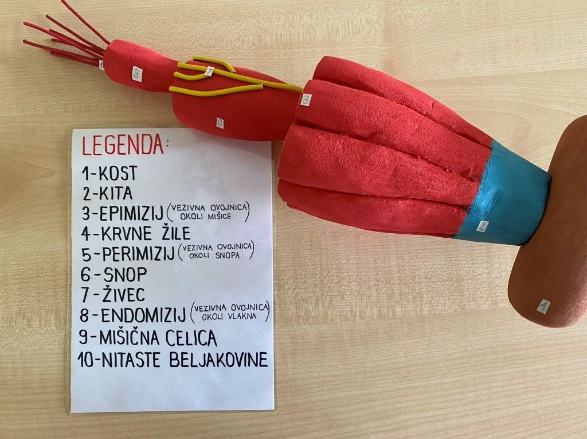 LEGENDA:
1-KOST
2-KITA
3-EPIMIZIJ (VEZIVNA OVOJNICA
OKOLI MIŠICE)
4-KRVNE ŽILE
5-PERIMIZIJ (VEZIVNA OVOJNICA
OKOLI SNOPA)
6-SNOP
7-ŽIVEC
8-ENDOMIZIJ (VEZIVNA OVOJNICA
OKOLI VLAKNA)
9-MIŠIČNA CELICA
10-NITASTE BELJAKOVINE
1